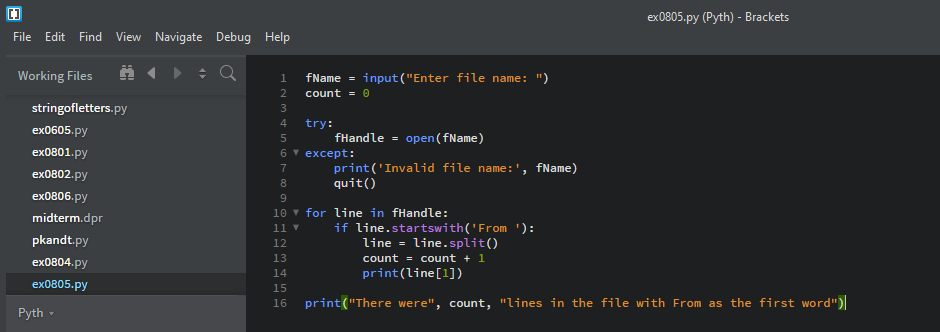 ex0805.py (Pyth) - Brackets
File Edit Find View Navigate Debug Help
Working Files
stringofletters.py
ex0605.py
ex0801.py
ex0802.py
ex0806.py
midterm.dpr
pkandt.py
ex0804.py
ex0805.py
Pyth
1 fName = input("Enter file name: ")
2 count = 0
3
4 try:
5     fHandle = open(fName)
6 except:
7     print('Invalid file name:', fName)
8     quit()
9
10 for line in fHandle:
11     if line.startswith('From '):
12         line = line.split()
13         count = count + 1
14         print(line[1])
15
16 print("There were", count, "lines in the file with From as the first word")